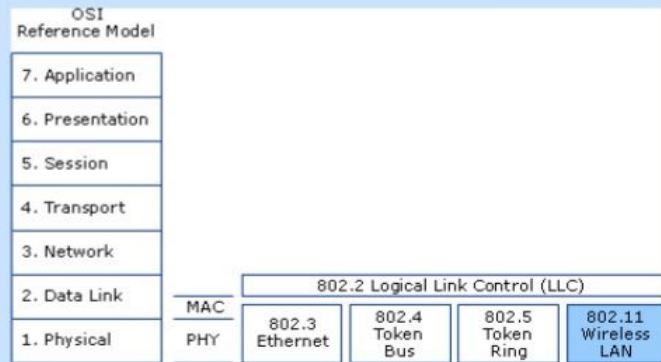 OSI
Reference Model
7. Application
6. Presentation
5. Session
4. Transport
3. Network
2. Data Link
1. Physical
802.2 Logical Link Control (LLC)
MAC
PHY
802.3
Ethernet
802.4
Token
Bus
802.5
Token
Ring
802.11
Wireless
LAN